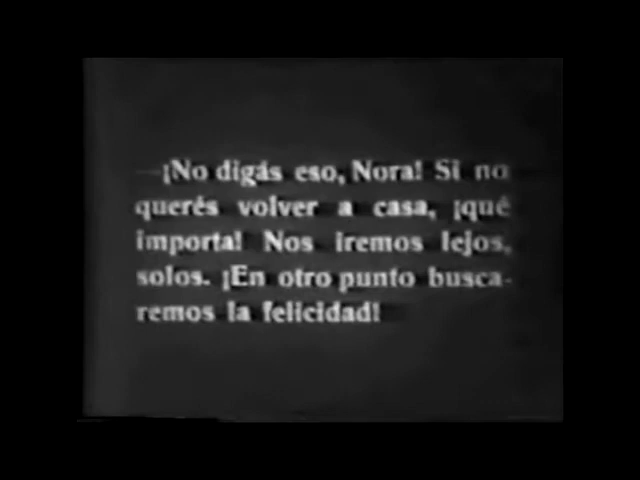 —¡No digás eso, Nora! Si no
querés volver a casa, ¡qué
importa! Nos iremos lejos,
solos. ¡En otro punto busca-
remos la felicidad!